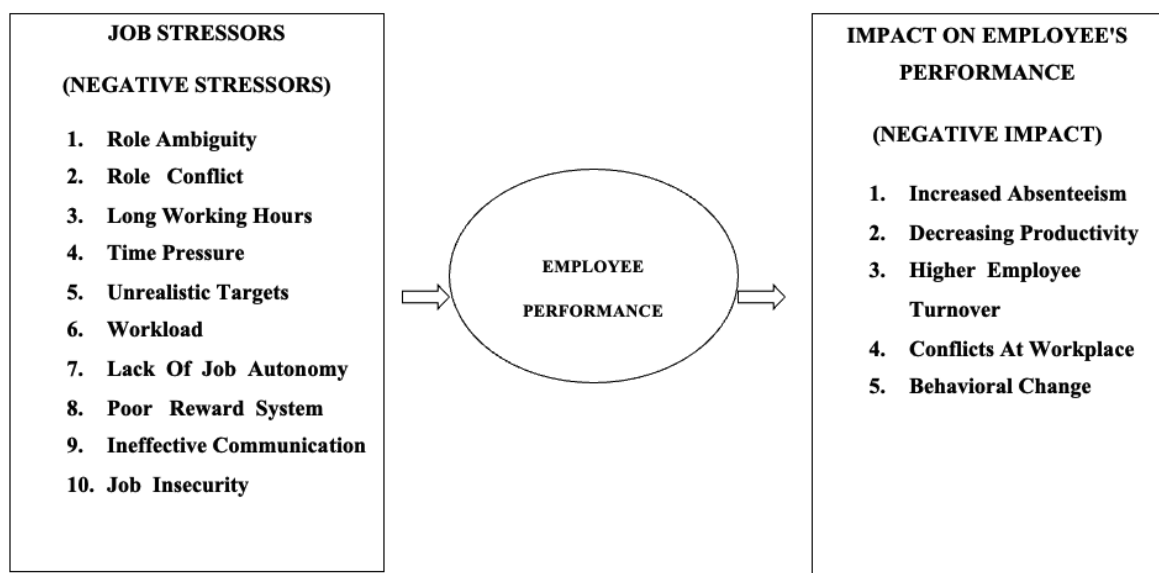 JOB STRESSORS
(NEGATIVE STRESSORS)
1. Role Ambiguity
2. Role Conflict
3. Long Working Hours
4. Time Pressure
5. Unrealistic Targets
6. Workload
7. Lack Of Job Autonomy
8. Poor Reward System
9. Ineffective Communication
10. Job Insecurity
EMPLOYEE
PERFORMANCE
IMPACT ON EMPLOYEE'S
PERFORMANCE
(NEGATIVE IMPACT)
1. Increased Absenteeism
2. Decreasing Productivity
3. Higher Employee
Turnover
4. Conflicts At Workplace
5. Behavioral Change